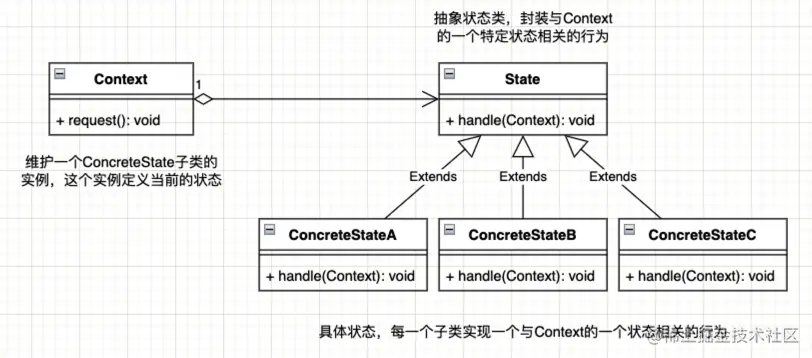 抽象状态类，封装与Context
的一个特定状态相关的行为
Context
1
State
+ request(): void
+ handle(Context): void
维护一个ConcreteState子类的
实例，这个实例定义当前的状态
Extends
Extends
Extends
ConcreteStateA
ConcreteStateB
ConcreteStateC
+ handle(Context): void
+ handle(Context): void
+ handle(Context): void
具体状态，每一个子类实现一个与Context的一个状态相关的行为
@稀土掘金技术社区